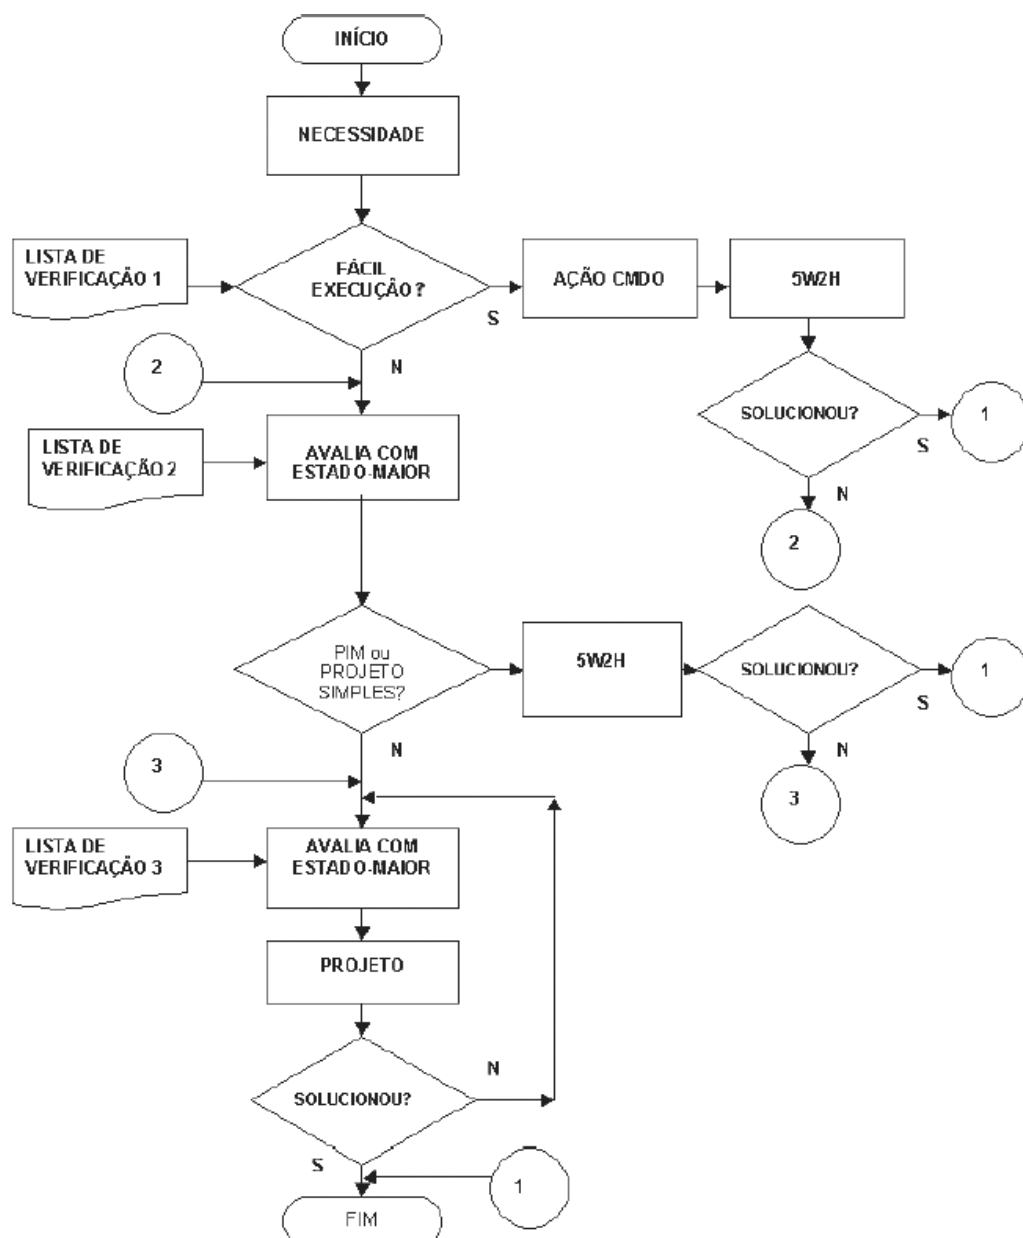 INÍCIO
NECESSIDADE
LISTA DE
VERIFICAÇÃO 1
FÁCIL
EXECUÇÃO?
S
AÇÃO CMDO
5W2H
N
2
SOLUCIONOU?
1
S
N
2
LISTA DE
VERIFICAÇÃO 2
AVALIA COM
ESTADO-MAIOR
PIM ou
PROJETO
SIMPLES?
5W2H
SOLUCIONOU?
1
S
N
3
N
3
LISTA DE
VERIFICAÇÃO 3
AVALIA COM
ESTADO-MAIOR
PROJETO
SOLUCIONOU?
N
S
1
FIM